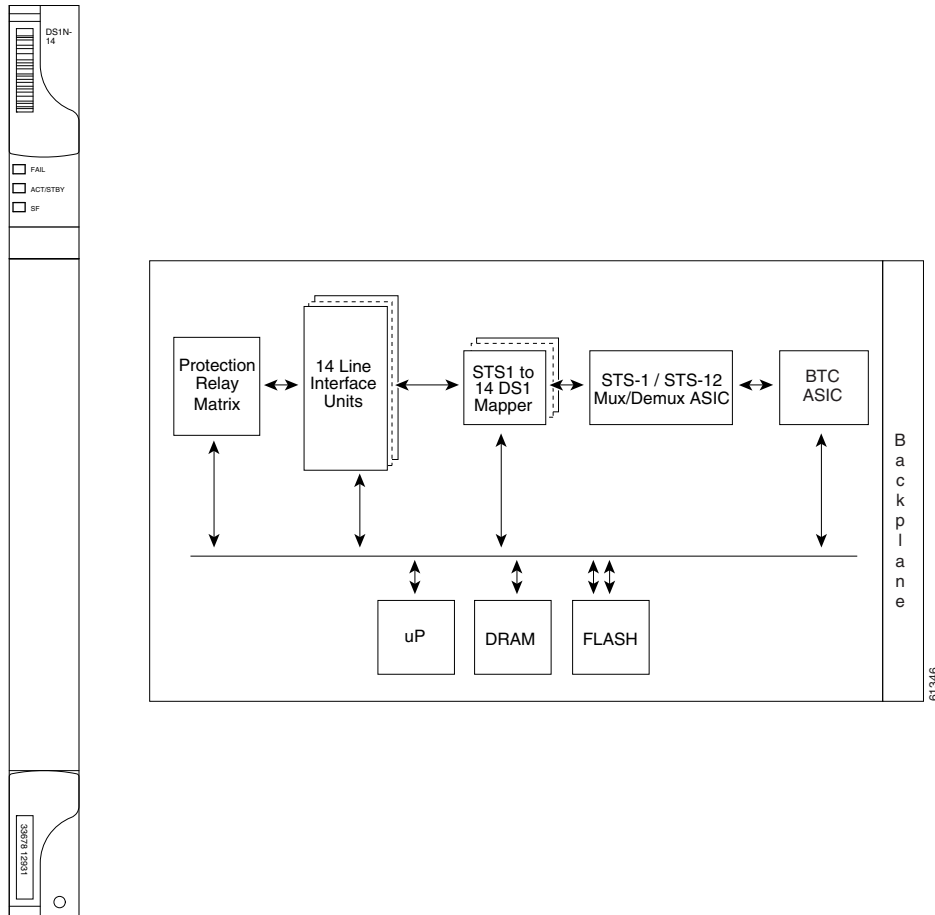 DS1N-
14
FAIL
ACT/STBY
SF
33678 12931
Protection
Relay
Matrix
14 Line
Interface
Units
STS1 to
14 DS1
Mapper
STS-1 / STS-12
Mux/Demux ASIC
BTC
ASIC
uP
DRAM
FLASH
Backplane
61346